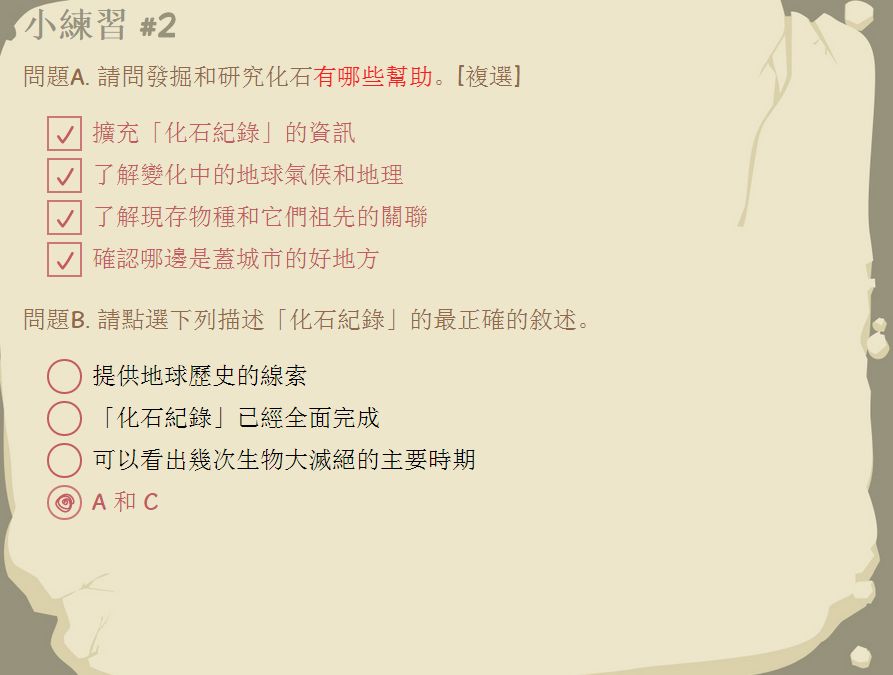 小練習 #2
問題A. 請問發掘和研究化石有哪些幫助。[複選]
擴充「化石紀錄」的資訊
了解變化中的地球氣候和地理
了解現存物種和它們祖先的關聯
確認哪邊是蓋城市的好地方
問題B. 請點選下列描述「化石紀錄」的最正確的敘述。
提供地球歷史的線索
「化石紀錄」已經全面完成
可以看出幾次生物大滅絕的主要時期
A 和 C